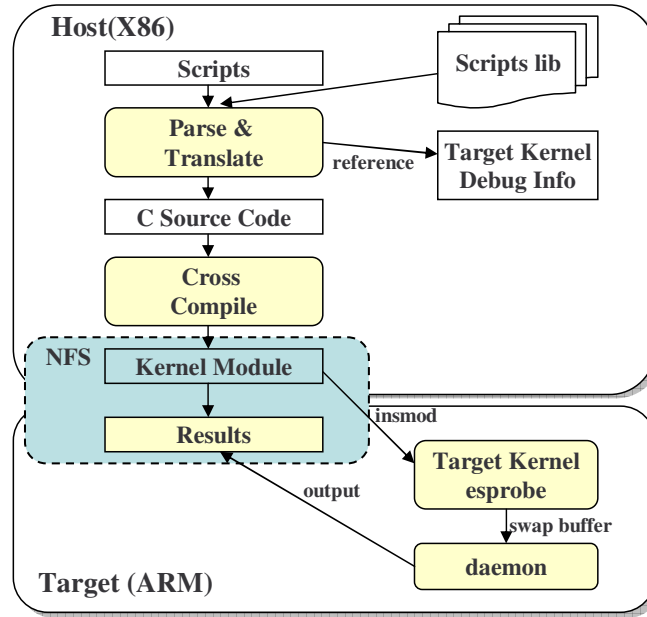 Host(X86)
Scripts
Scripts lib
Parse &
Translate
reference
Target Kernel
Debug Info
C Source Code
Cross
Compile
NFS
Kernel Module
insmod
Results
Target Kernel
esprobe
output
swap buffer
daemon
Target (ARM)